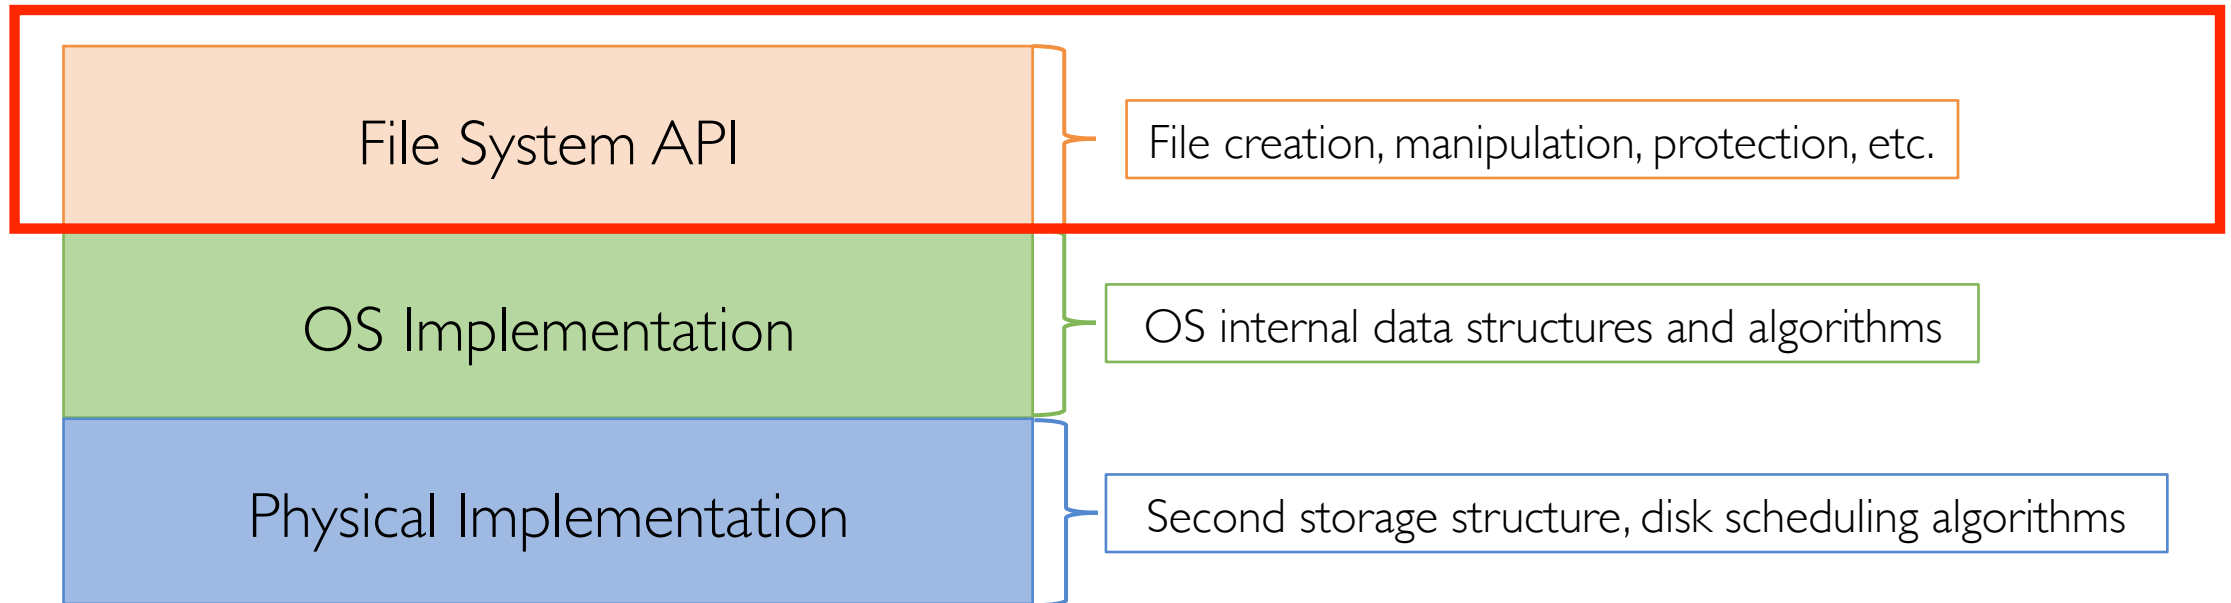 File System API
File creation, manipulation, protection, etc.
OS Implementation
OS internal data structures and algorithms
Physical Implementation
Second storage structure, disk scheduling algorithms